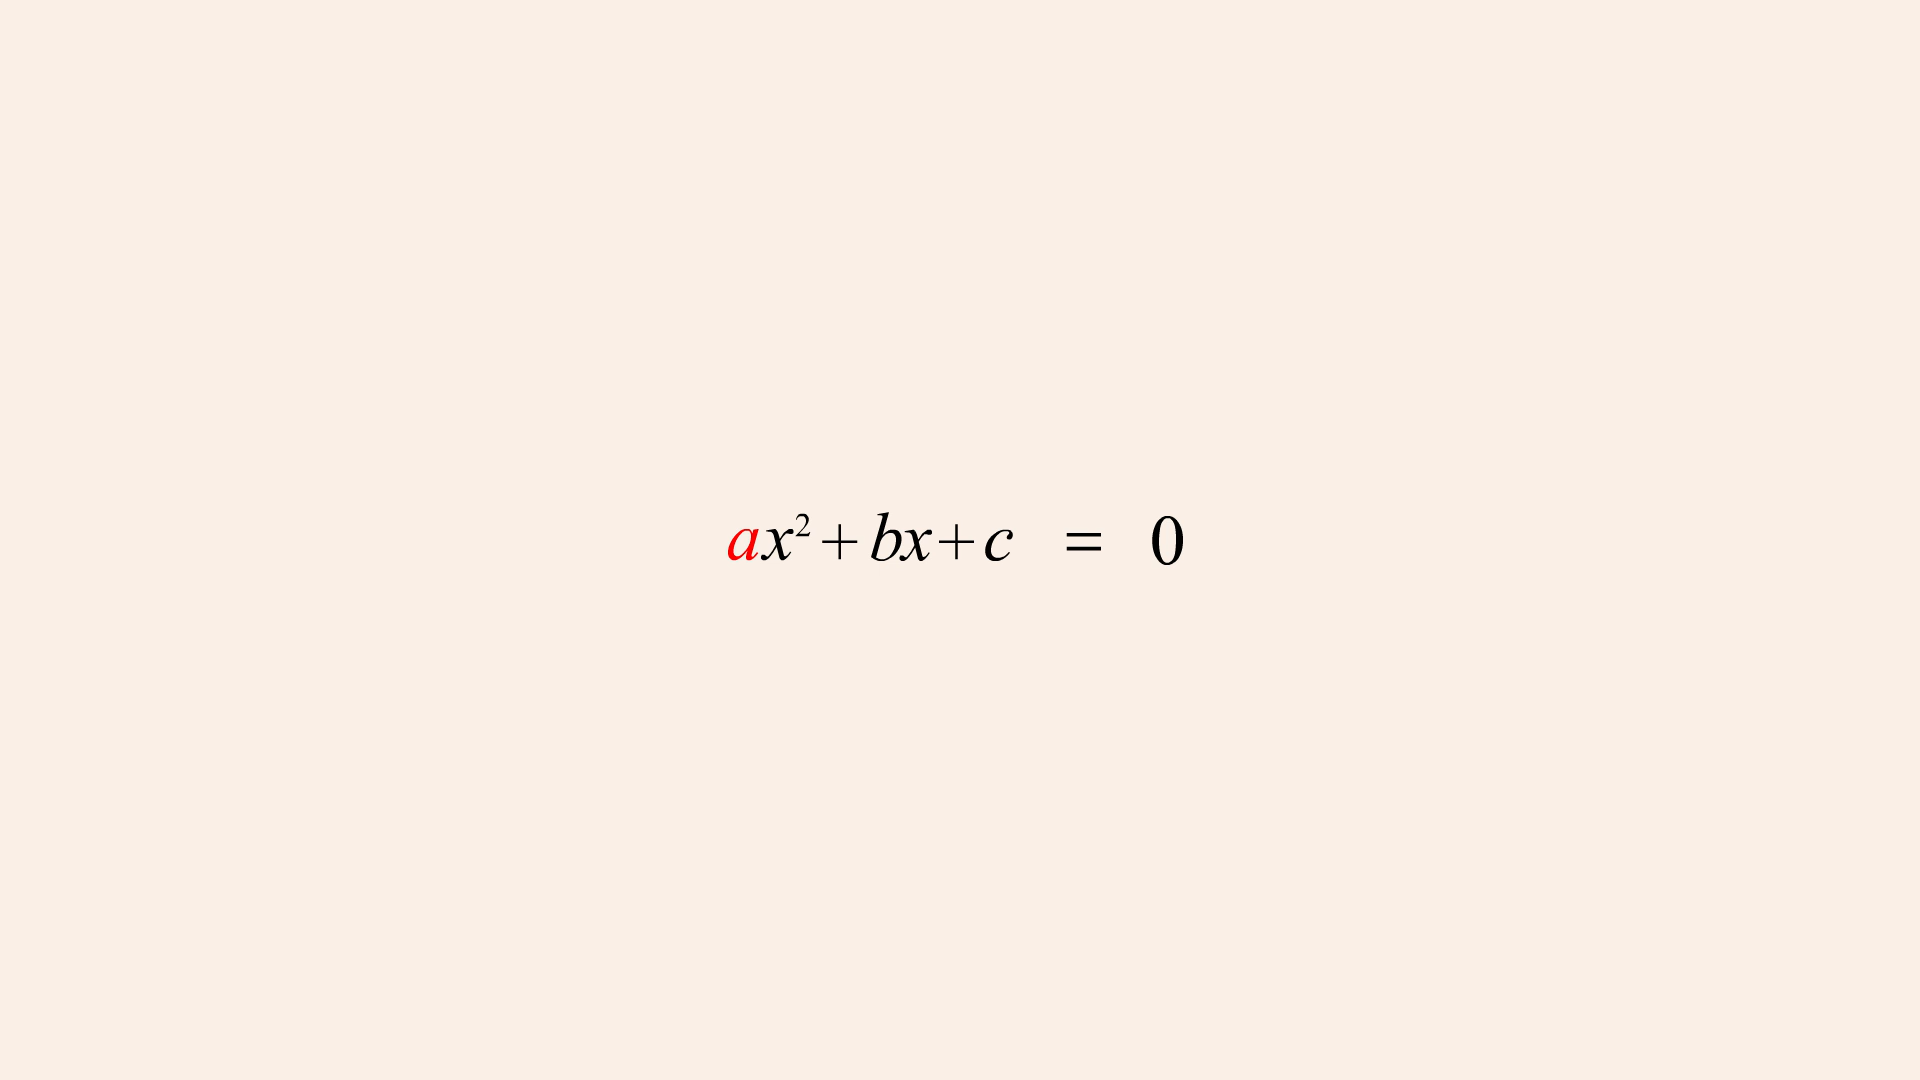 ax²+bx+c = 0